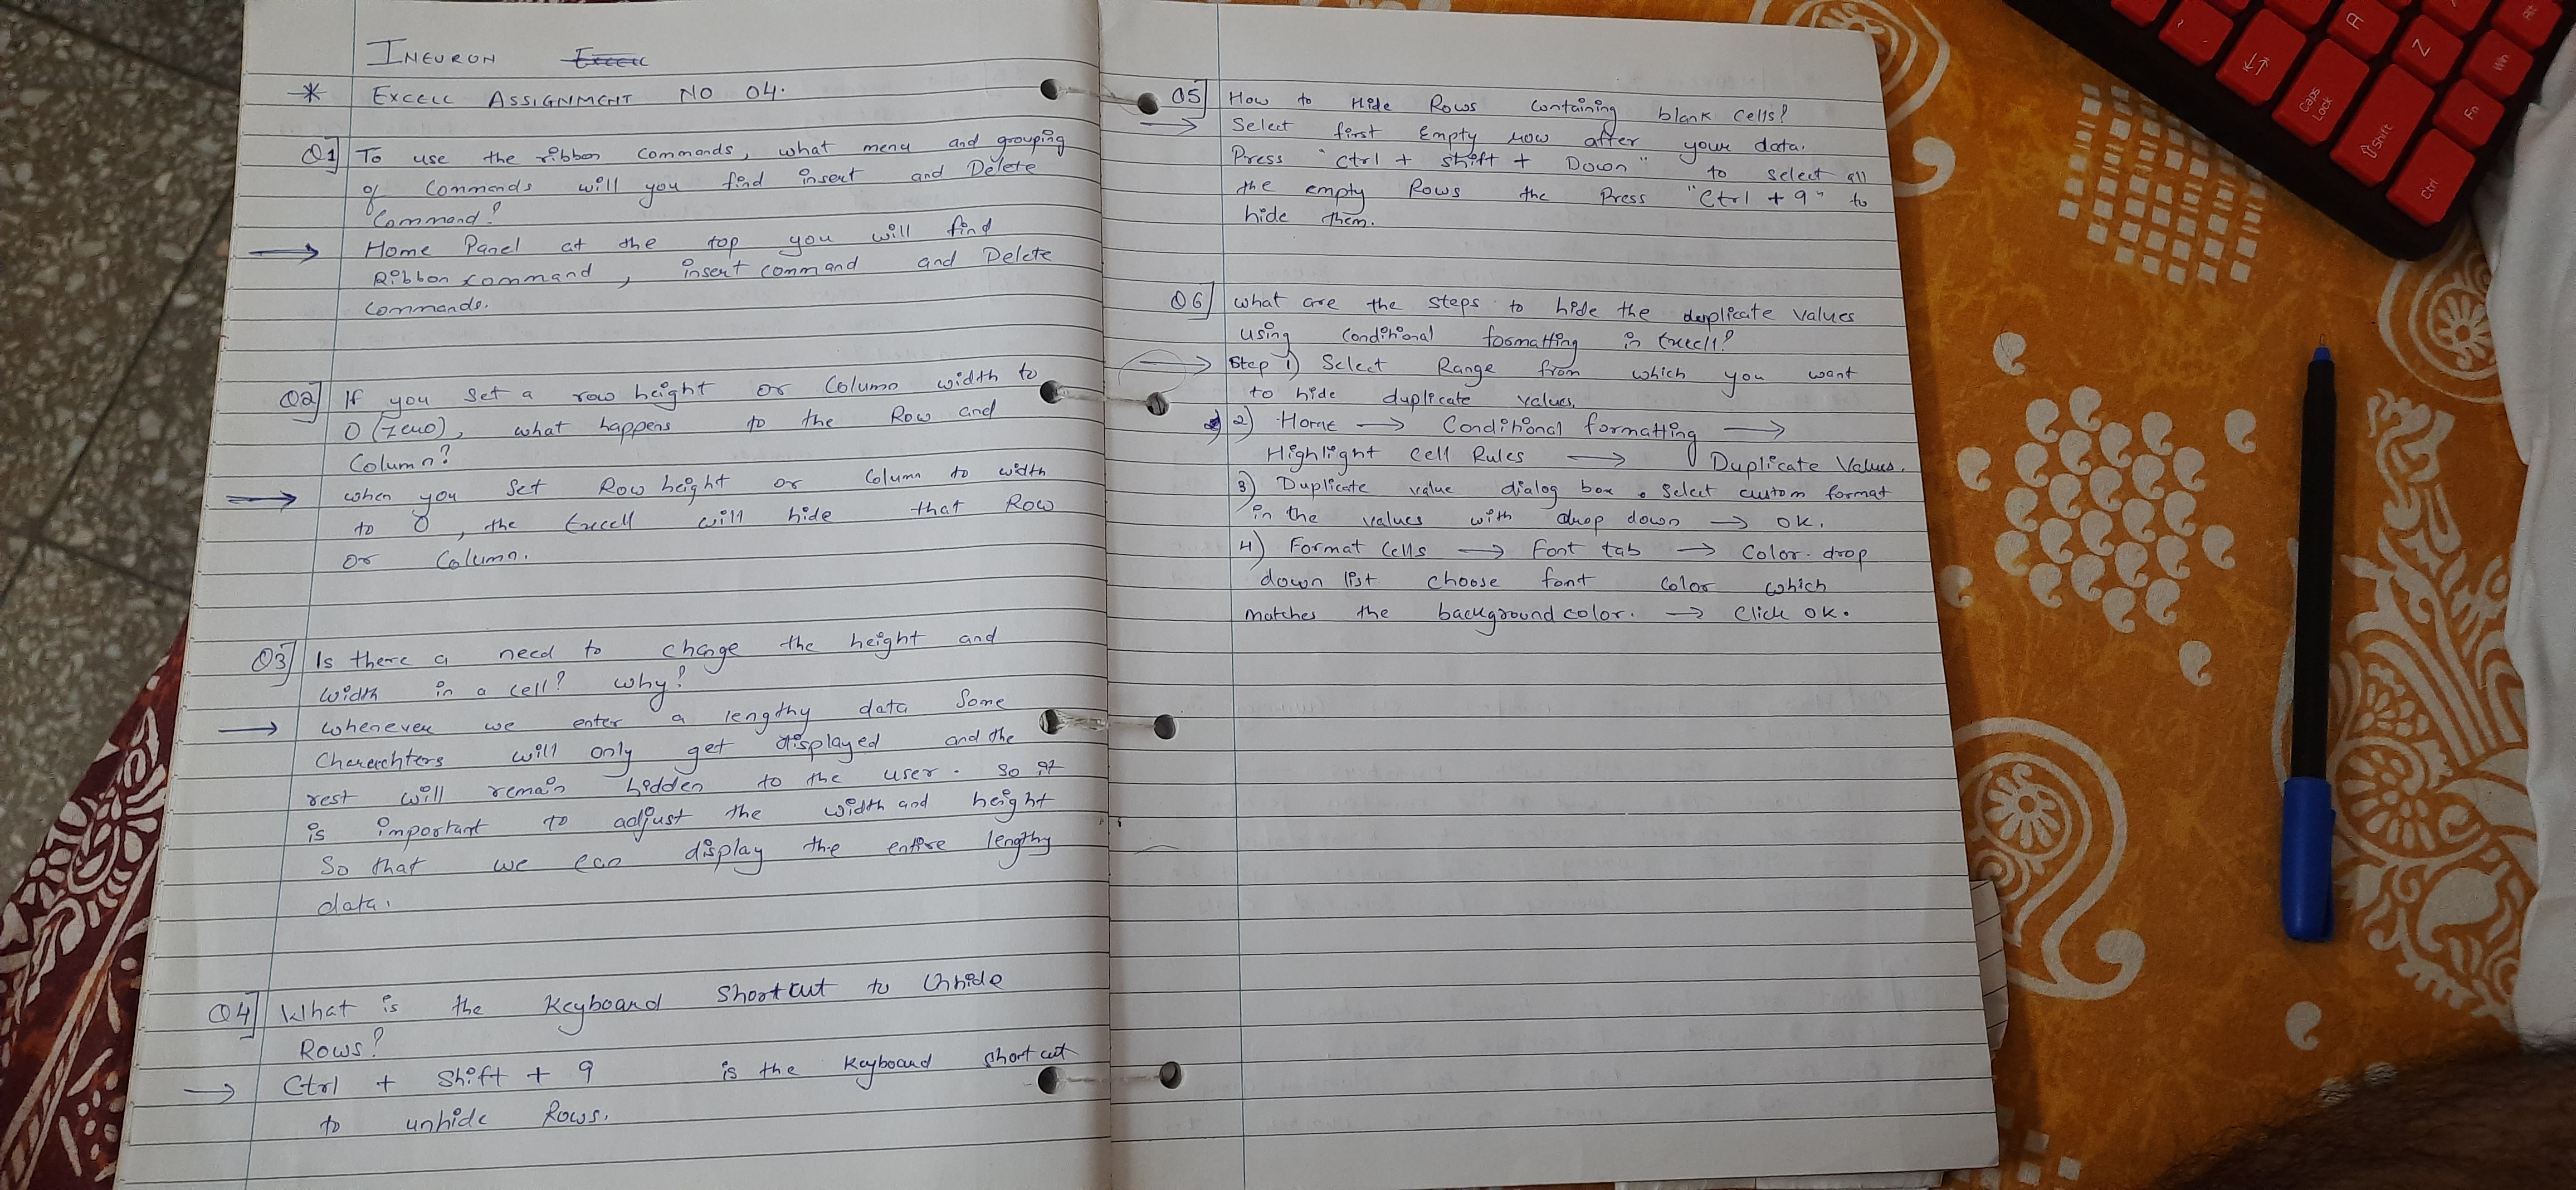 INEURON
* EXCELL ASSIGNMENT NO 04.
Q1] To use the ribbon commands, what menu and grouping
of commands will you find insert and Delete
Command?
→ Home Panel at the top you will find
Ribbon command, insert command and Delete
commands.
Q2] If you set a row height or Column width to
0 (zero), what happens to the Row and
Column?
→ when you set Row height or column to width
to 0, the Excell will hide that Row
or Column.
Q3] Is there a need to change the height and
width in a cell? why?
→ whenever we enter a lengthy data Some
Charachters will only get displayed and the
rest will remain hidden to the user. So it
is important to adjust the width and height
So that we can display the entire lengthy
data.
Q4] What is the Keyboard Shortcut to Unhide
Rows?
→ Ctrl + Shift + 9 is the Keyboard shortcut
to unhide Rows.
Q5] How to Hide Rows Containing blank cells?
→ Select first Empty row after your data.
Press "Ctrl + shift + Down" to select all
the empty Rows the Press "Ctrl + 9" to
hide them.
Q6] what are the steps to hide the duplicate values
using conditional formatting in Excell?
→ Step 1) Select Range from which you want
to hide duplicate values.
2) Home → Conditional formatting →
Highlight Cell Rules → Duplicate Values.
3) Duplicate value dialog box. Select custom format
in the values with drop down → OK.
4) Format Cells → Font tab → Color drop
down list choose font color which
matches the background color. → Click OK.
A
Z
Alt
Win
Caps
Lock
⇧Shift
Fn
Ctrl